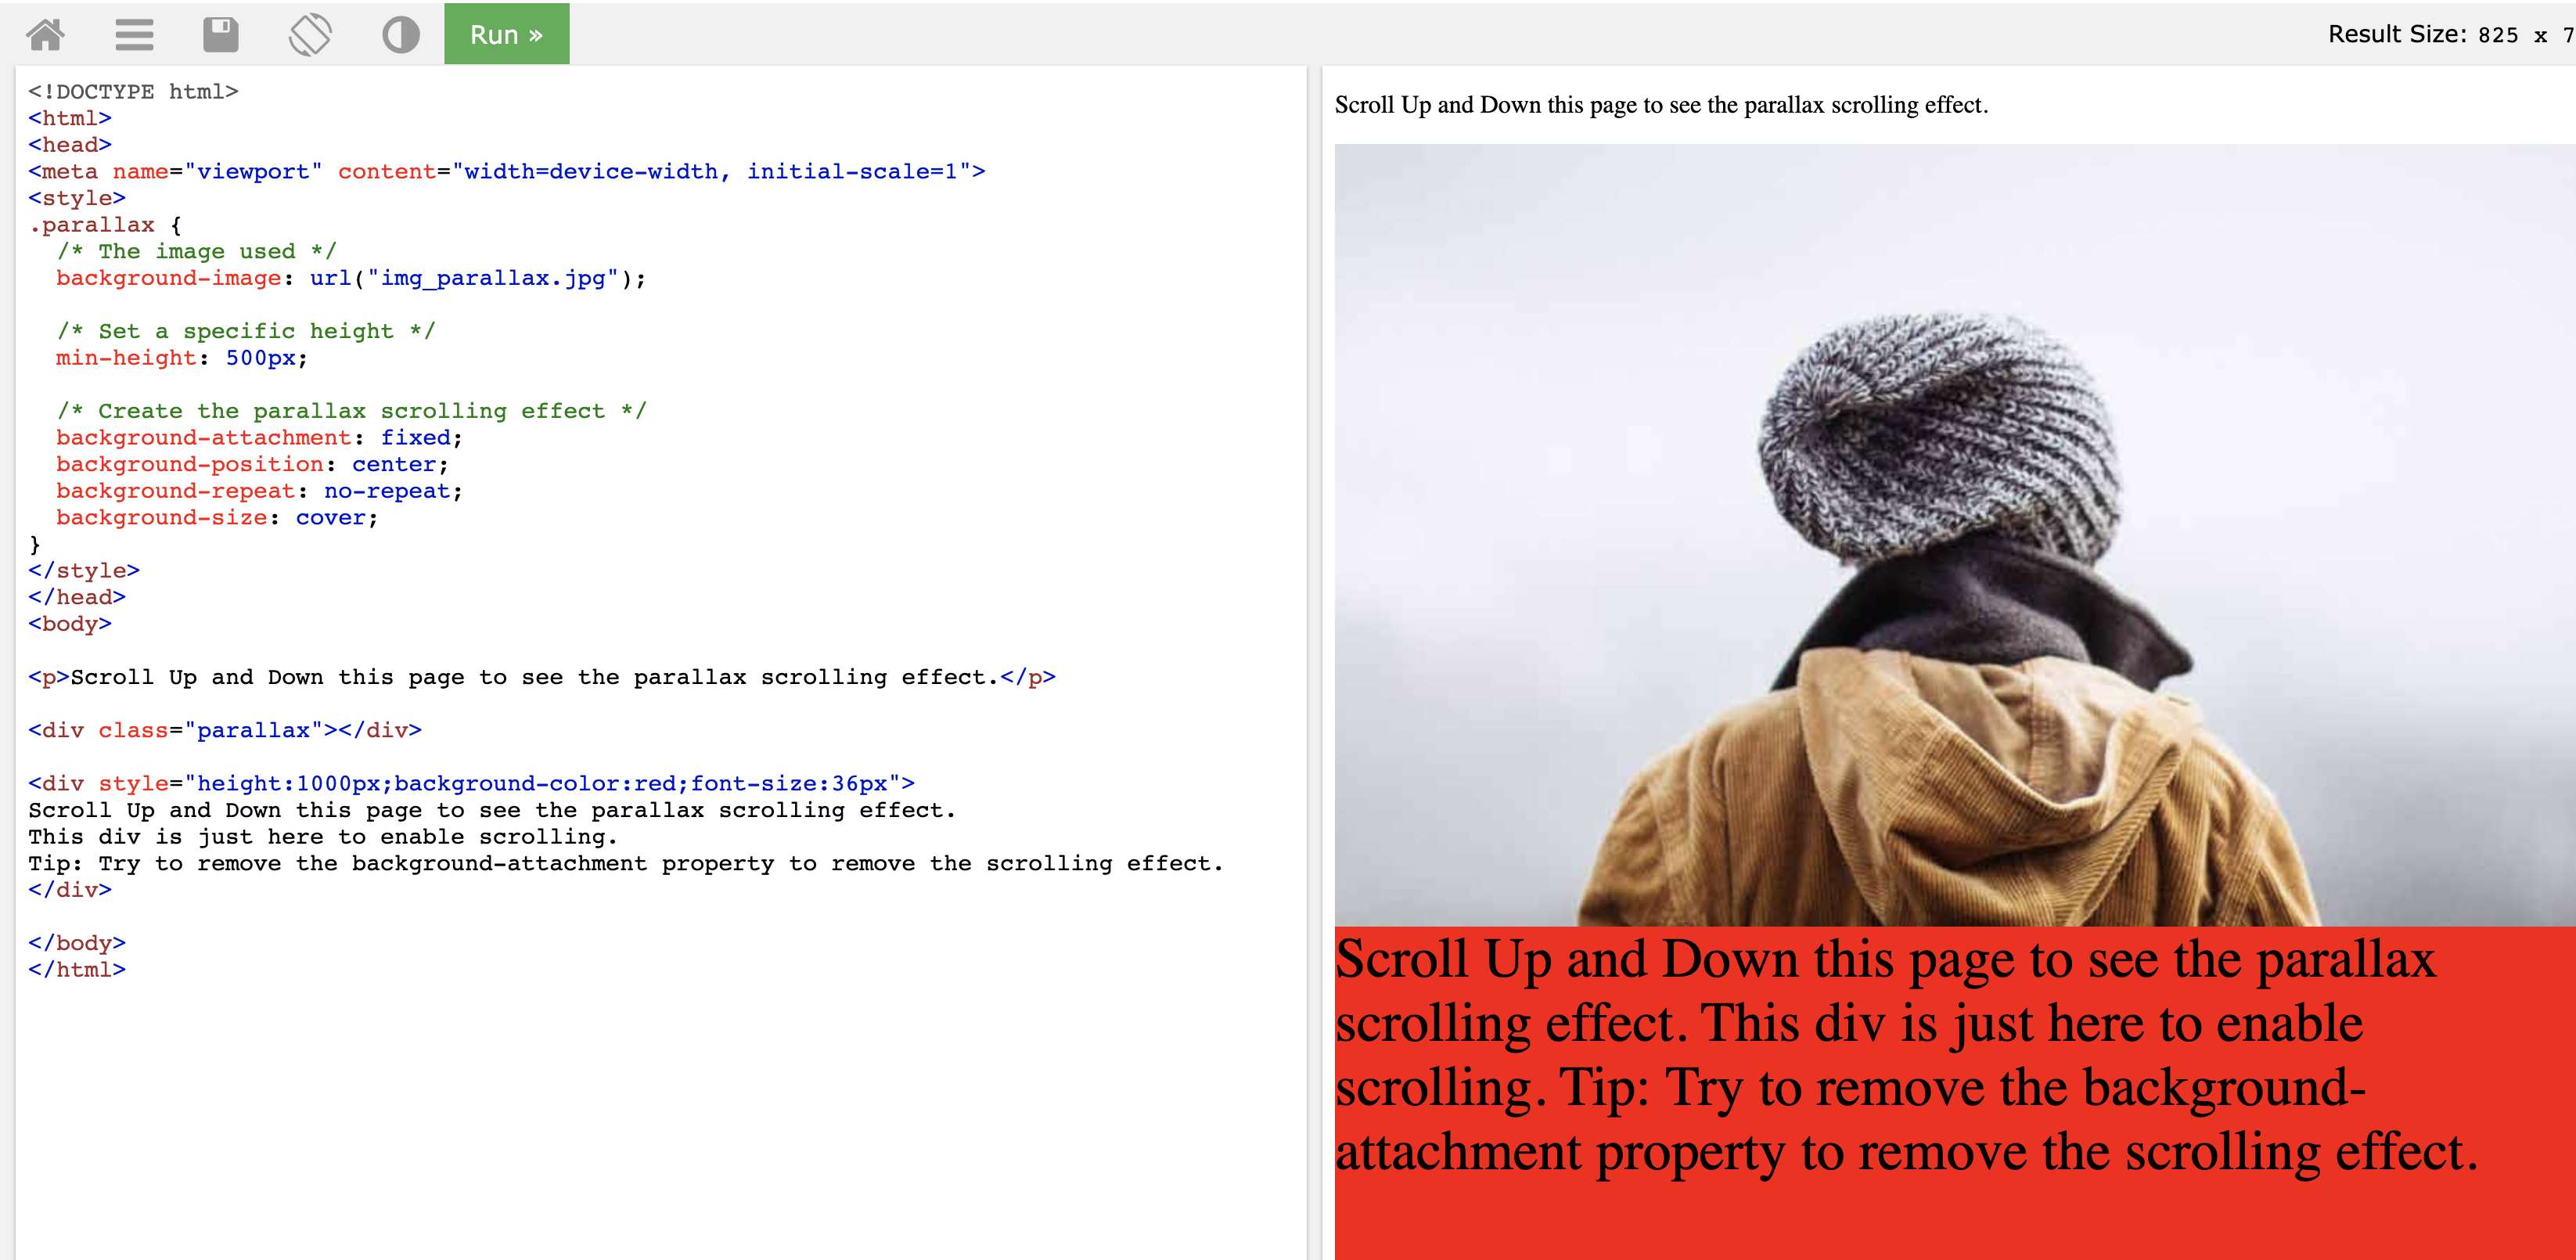 Run »
Result Size: 825 x 7
<!DOCTYPE html>
<html>
<head>
<meta name="viewport" content="width=device-width, initial-scale=1">
<style>
.parallax {
  /* The image used */
  background-image: url("img_parallax.jpg");

  /* Set a specific height */
  min-height: 500px;

  /* Create the parallax scrolling effect */
  background-attachment: fixed;
  background-position: center;
  background-repeat: no-repeat;
  background-size: cover;
}
</style>
</head>
<body>

<p>Scroll Up and Down this page to see the parallax scrolling effect.</p>

<div class="parallax"></div>

<div style="height:1000px;background-color:red;font-size:36px">
Scroll Up and Down this page to see the parallax scrolling effect.
This div is just here to enable scrolling.
Tip: Try to remove the background-attachment property to remove the scrolling effect.
</div>

</body>
</html>
Scroll Up and Down this page to see the parallax scrolling effect.
Scroll Up and Down this page to see the parallax
scrolling effect. This div is just here to enable
scrolling. Tip: Try to remove the background-
attachment property to remove the scrolling effect.